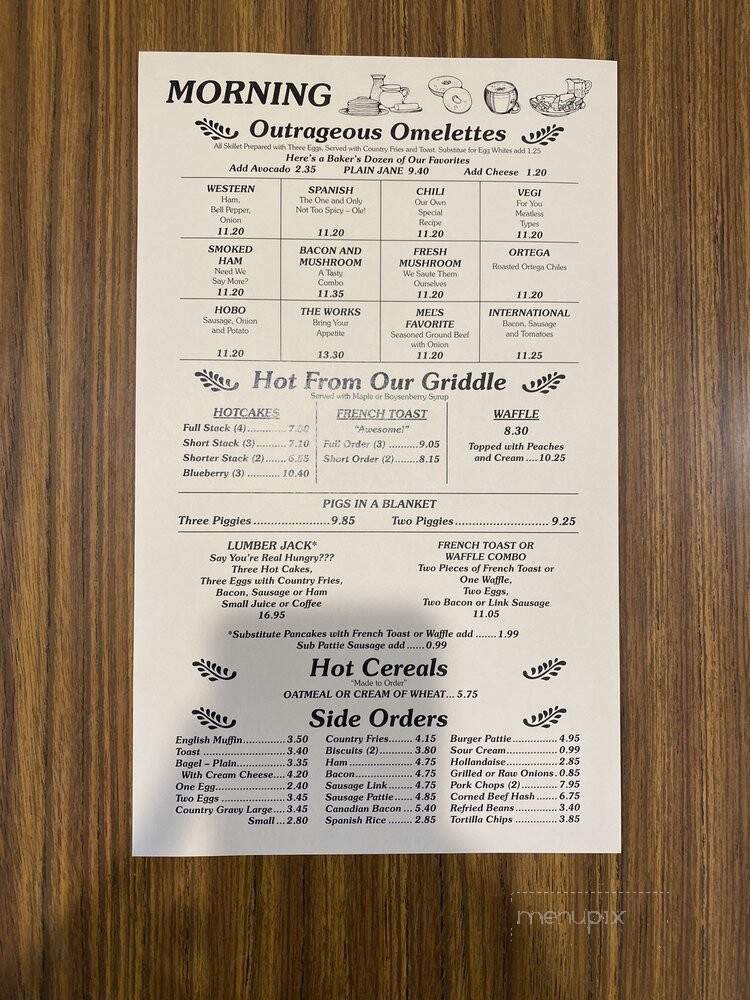 MORNING
Outrageous Omelettes
All Skillet Prepared with Three Eggs, Served with Country Fries and Toast. Substitue for Egg Whites add 1.25
Here's a Baker's Dozen of Our Favorites
Add Avocado 2.35 PLAIN JANE 9.40 Add Cheese 1.20
WESTERN
Ham,
Bell Pepper,
Onion
11.20
SPANISH
The One and Only
Not Too Spicy – Ole!
11.20
CHILI
Our Own
Special
Recipe
11.20
VEGI
For You
Meatless
Types
11.20
SMOKED
HAM
Need We
Say More?
11.20
BACON AND
MUSHROOM
A Tasty
Combo
11.35
FRESH
MUSHROOM
We Saute Them
Ourselves
11.20
ORTEGA
Roasted Ortega Chiles
11.20
HOBO
Sausage, Onion
and Potato
11.20
THE WORKS
Bring Your
Appetite
13.30
MEL'S
FAVORITE
Seasoned Ground Beef
with Onion
11.20
INTERNATIONAL
Bacon, Sausage
and Tomatoes
11.25
Hot From Our Griddle
Served with Maple or Boysenberry Syrup
HOTCAKES
Full Stack (4)............
Short Stack (3)..........7.10
Shorter Stack (2)......
Blueberry (3) ...........10.40
FRENCH TOAST
"Awesome!"
Full Order (3) .........9.05
Short Order (2).......8.15
WAFFLE
8.30
Topped with Peaches
and Cream ....10.25
PIGS IN A BLANKET
Three Piggies ......................9.85 Two Piggies........................... 9.25
LUMBER JACK*
Say You're Real Hungry???
Three Hot Cakes,
Three Eggs with Country Fries,
Bacon, Sausage or Ham
Small Juice or Coffee
16.95
FRENCH TOAST OR
WAFFLE COMBO
Two Pieces of French Toast or
One Waffle,
Two Eggs,
Two Bacon or Link Sausage
11.05
*Substitute Pancakes with French Toast or Waffle add .......1.99
Sub Pattie Sausage add ......0.99
Hot Cereals
"Made to Order"
OATMEAL OR CREAM OF WHEAT...5.75
Side Orders
English Muffin.............3.50
Toast ..........................3.40
Bagel – Plain...............3.35
With Cream Cheese....4.20
One Egg......................2.40
Two Eggs ...................3.45
Country Gravy Large....3.45
Small...2.80
Country Fries........4.15
Biscuits (2)...........3.80
Ham ....................4.75
Bacon...................4.75
Sausage Link .......4.75
Sausage Pattie.....4.85
Canadian Bacon ...5.40
Spanish Rice .......2.85
Burger Pattie..............4.95
Sour Cream.................0.99
Hollandaise.................2.85
Grilled or Raw Onions.0.85
Pork Chops (2)............7.95
Corned Beef Hash......6.75
Refried Beans.............3.40
Tortilla Chips .............3.85
menupix